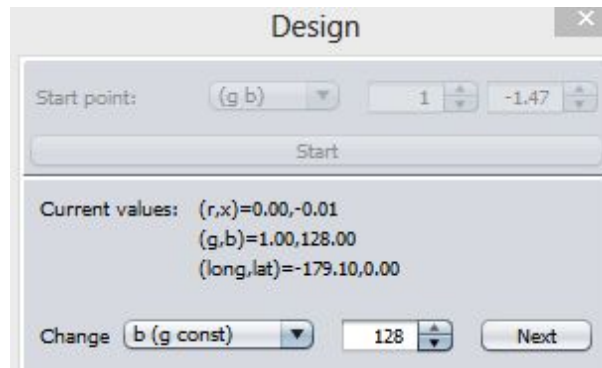 Design
Start point: (g b) 1 -1.47
Start
Current values: (r,x)=0.00,-0.01
(g,b)=1.00,128.00
(long,lat)=-179.10,0.00
Change b (g const) 128 Next